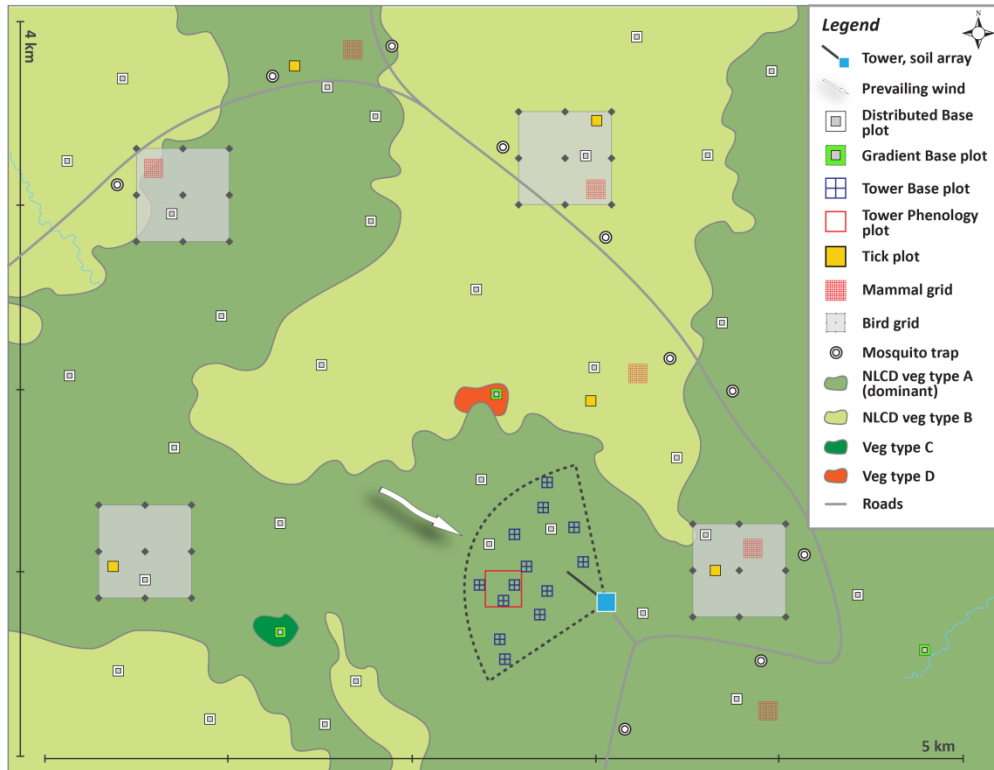 4 km
Legend
N
Tower, soil array
Prevailing wind
Distributed Base
plot
Gradient Base plot
Tower Base plot
Tower Phenology
plot
Tick plot
Mammal grid
Bird grid
Mosquito trap
NLCD veg type A
(dominant)
NLCD veg type B
Veg type C
Veg type D
Roads
5 km